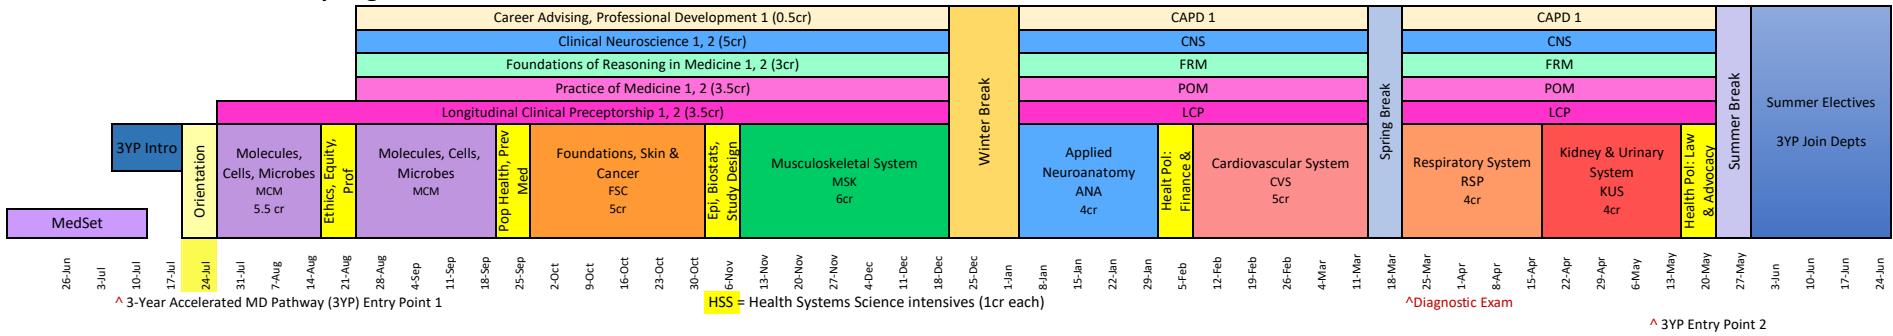 Career Advising, Professional Development 1 (0.5cr)
CAPD 1
CAPD 1
Clinical Neuroscience 1, 2 (5cr)
CNS
CNS
Foundations of Reasoning in Medicine 1, 2 (3cr)
FRM
FRM
Practice of Medicine 1, 2 (3.5cr)
POM
POM
Longitudinal Clinical Preceptorship 1, 2 (3.5cr)
LCP
LCP
3YP Intro
Orientation
Molecules,
Cells, Microbes
MCM
5.5 cr
Ethics, Equity,
Prof
Molecules, Cells,
Microbes
MCM
Pop Health, Prev
Med
Foundations, Skin &
Cancer
FSC
5cr
Epi, Biostats,
Study Design
Musculoskeletal System
MSK
6cr
Winter Break
Applied
Neuroanatomy
ANA
4cr
Healt Pol:
Finance &
Cardiovascular System
CVS
5cr
Spring Break
Respiratory System
RSP
4cr
Kidney & Urinary
System
KUS
4cr
Health Pol: Law
& Advocacy
Summer Break
Summer Electives
3YP Join Depts
MedSet
26-Jun
3-Jul
10-Jul
17-Jul
24-Jul
31-Jul
7-Aug
14-Aug
21-Aug
28-Aug
4-Sep
11-Sep
18-Sep
25-Sep
2-Oct
9-Oct
16-Oct
23-Oct
30-Oct
6-Nov
13-Nov
20-Nov
27-Nov
4-Dec
11-Dec
18-Dec
25-Dec
1-Jan
8-Jan
15-Jan
22-Jan
29-Jan
5-Feb
12-Feb
19-Feb
26-Feb
4-Mar
11-Mar
18-Mar
25-Mar
1-Apr
8-Apr
15-Apr
22-Apr
29-Apr
6-May
13-May
20-May
27-May
3-Jun
10-Jun
17-Jun
24-Jun
^ 3-Year Accelerated MD Pathway (3YP) Entry Point 1
HSS = Health Systems Science intensives (1cr each)
^Diagnostic Exam
^ 3YP Entry Point 2